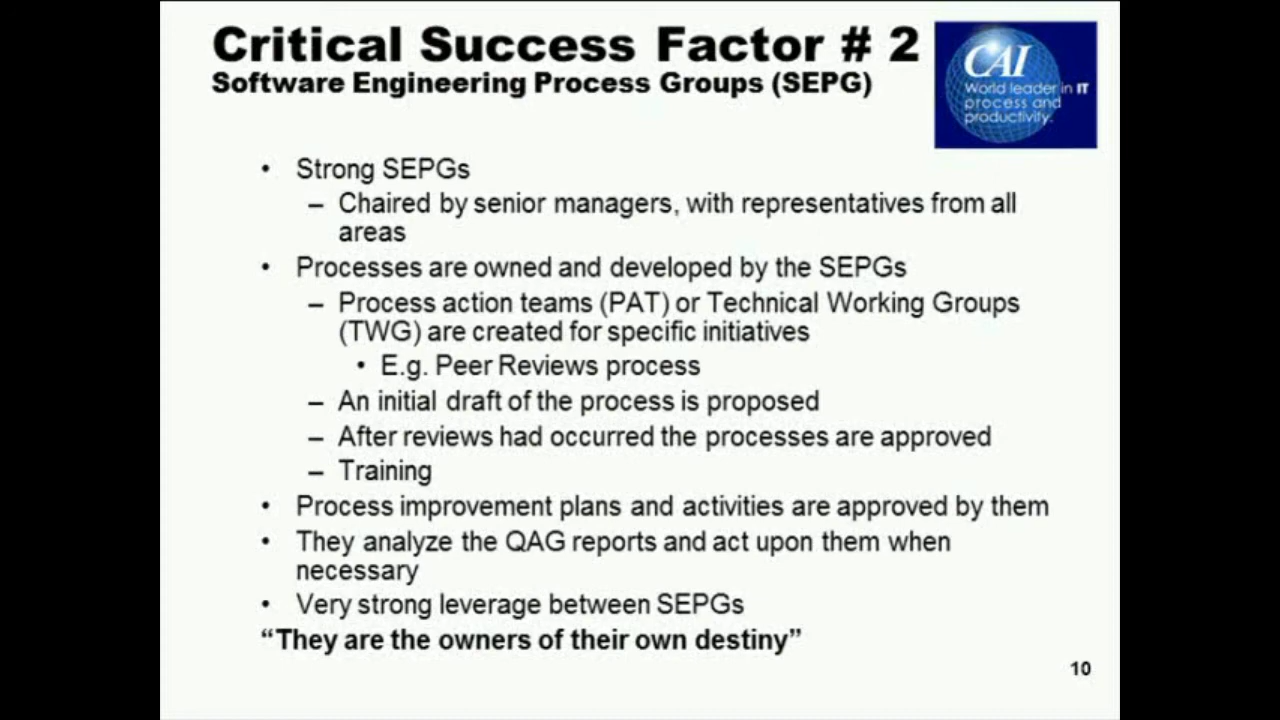 Critical Success Factor # 2
Software Engineering Process Groups (SEPG)
CAI
World leader in IT
process and
productivity.
• Strong SEPGs
– Chaired by senior managers, with representatives from all
areas
• Processes are owned and developed by the SEPGs
– Process action teams (PAT) or Technical Working Groups
(TWG) are created for specific initiatives
• E.g. Peer Reviews process
– An initial draft of the process is proposed
– After reviews had occurred the processes are approved
– Training
• Process improvement plans and activities are approved by them
• They analyze the QAG reports and act upon them when
necessary
• Very strong leverage between SEPGs
“They are the owners of their own destiny”
10